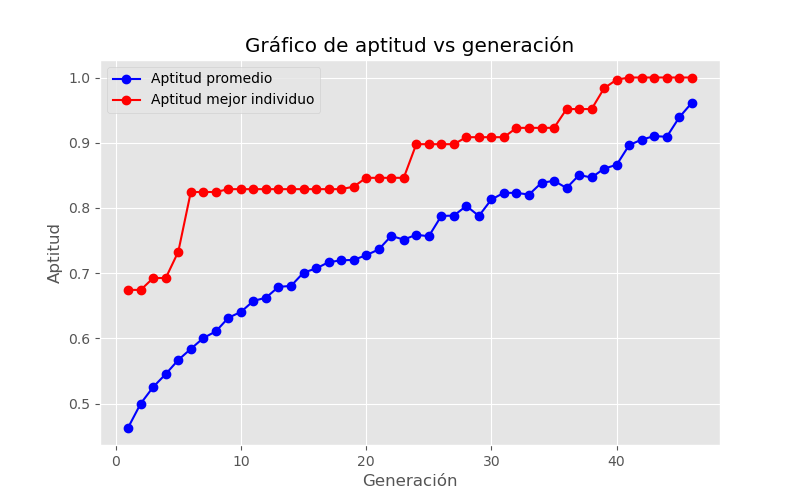 Gráfico de aptitud vs generación
Aptitud promedio
Aptitud mejor individuo
Aptitud
1.0
0.9
0.8
0.7
0.6
0.5
0 10 20 30 40
Generación